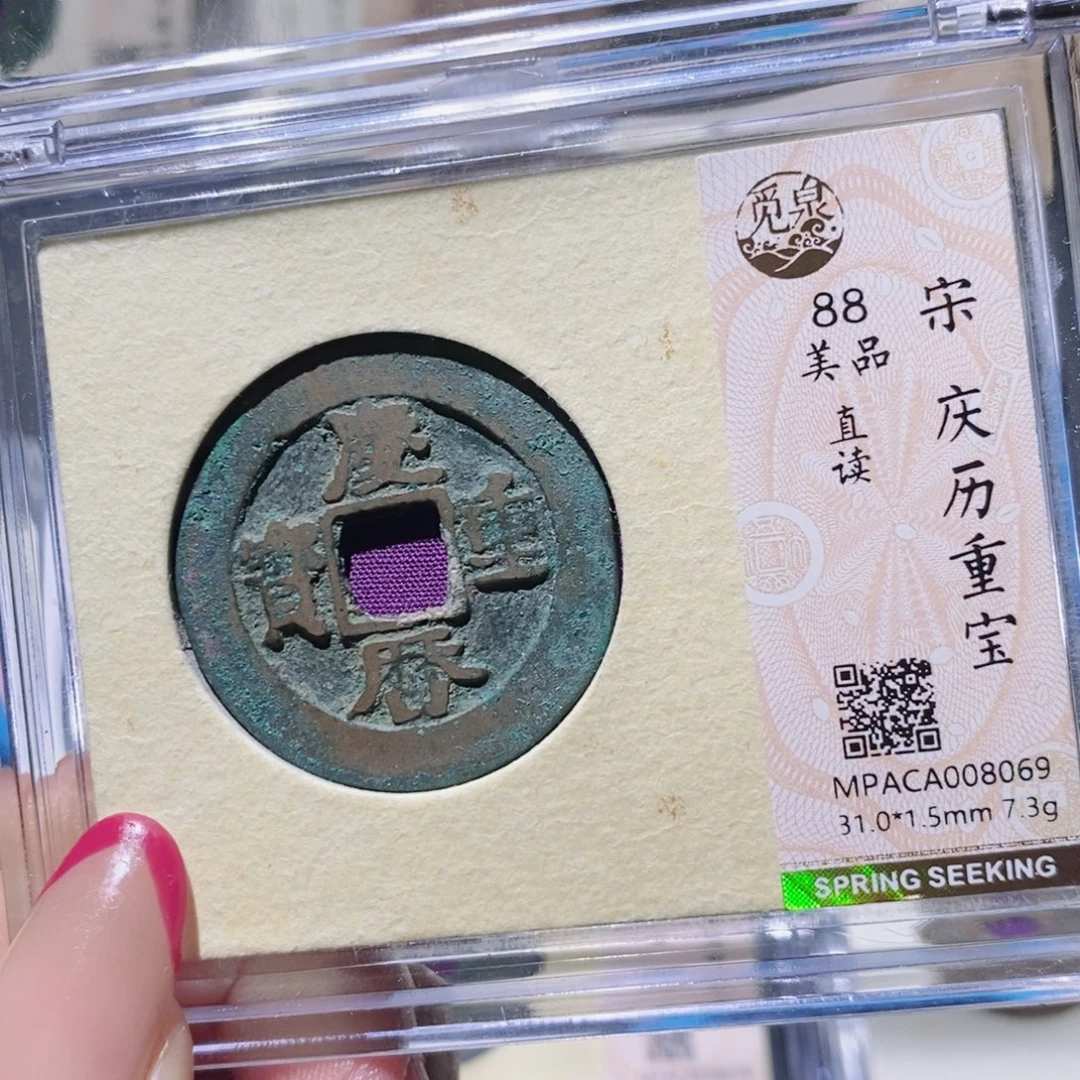 觅泉
88
美品
直读
宋 庆历重宝
MPACA008069
31.0*1.5mm 7.3g
SPRING SEEKING
慶
重
寳
曆